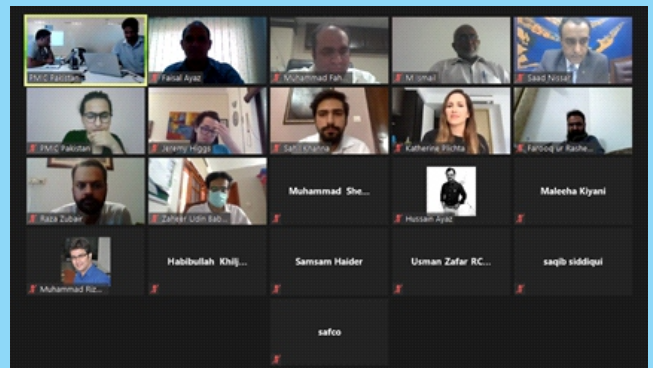 PMIC Pakistan
Faisal Ayaz
Muhammad Fah...
M Ismail
Saad Nissar
PMIC Pakistan
Jeremy Higgs
Sahil Khanna
Katherine Plichta
Farooq ur Rashe...
Raza Zubair
Zaheer Udin Bab...
Muhammad She...
Hussain Ayaz
Maleeha Kiyani
Muhammad Riz...
Habibullah Khilj...
Samsam Haider
Usman Zafar RC...
saqib siddiqui
safco